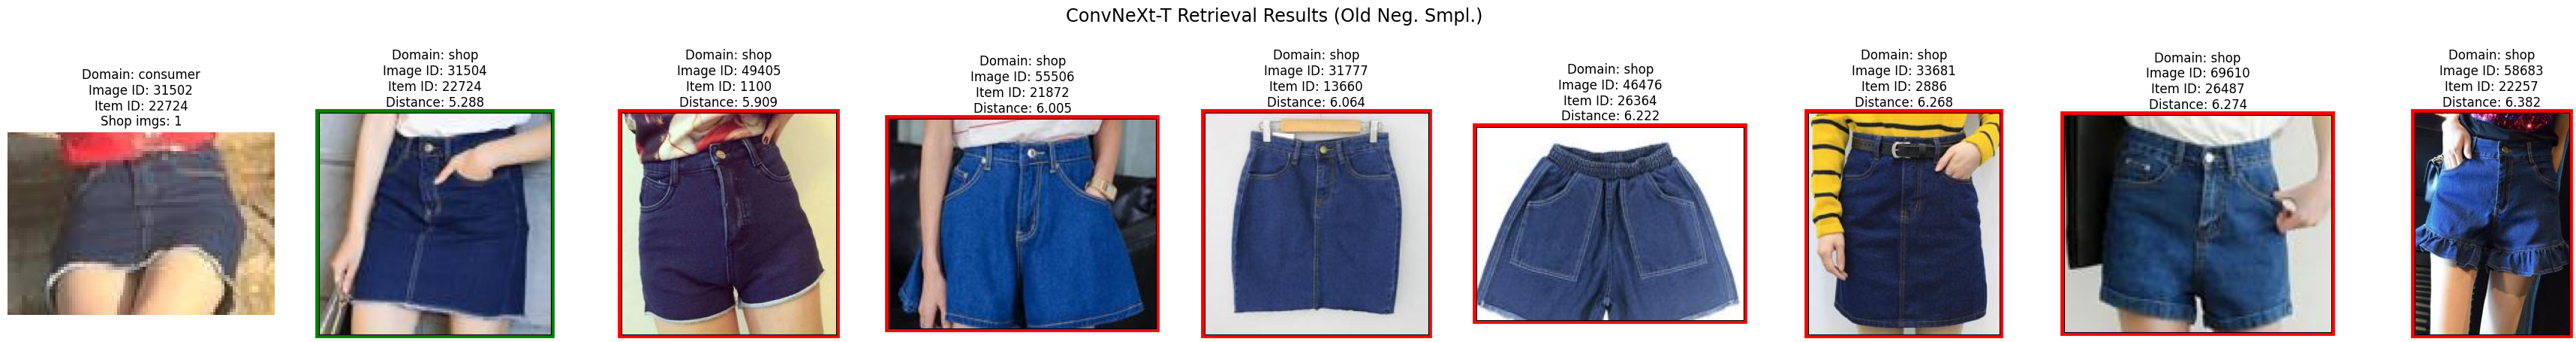 ConvNeXt-T Retrieval Results (Old Neg. Smpl.)
Domain: consumer
Image ID: 31502
Item ID: 22724
Shop imgs: 1
Domain: shop
Image ID: 31504
Item ID: 22724
Distance: 5.288
Domain: shop
Image ID: 49405
Item ID: 1100
Distance: 5.909
Domain: shop
Image ID: 55506
Item ID: 21872
Distance: 6.005
Domain: shop
Image ID: 31777
Item ID: 13660
Distance: 6.064
Domain: shop
Image ID: 46476
Item ID: 26364
Distance: 6.222
Domain: shop
Image ID: 33681
Item ID: 2886
Distance: 6.268
Domain: shop
Image ID: 69610
Item ID: 26487
Distance: 6.274
Domain: shop
Image ID: 58683
Item ID: 22257
Distance: 6.382